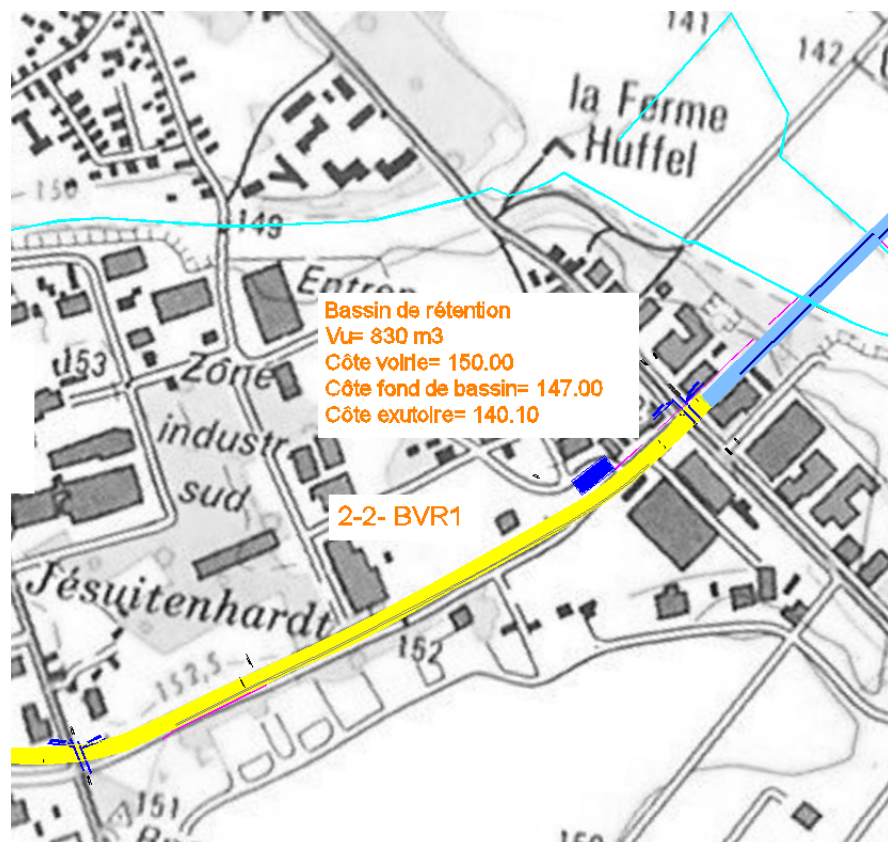 141
142
la Ferme
Huffel
150
149
Entrep
Bassin de rétention
Vu= 830 m3
Côte voirie= 150.00
Côte fond de bassin= 147.00
Côte exutoire= 140.10
153
Zone
industr
sud
2-2- BVR1
Jésuitenhardt
152
152,5
151
150